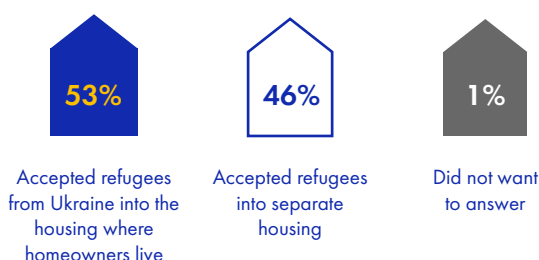 53%
Accepted refugees
from Ukraine into the
housing where
homeowners live
46%
Accepted refugees
into separate
housing
1%
Did not want
to answer